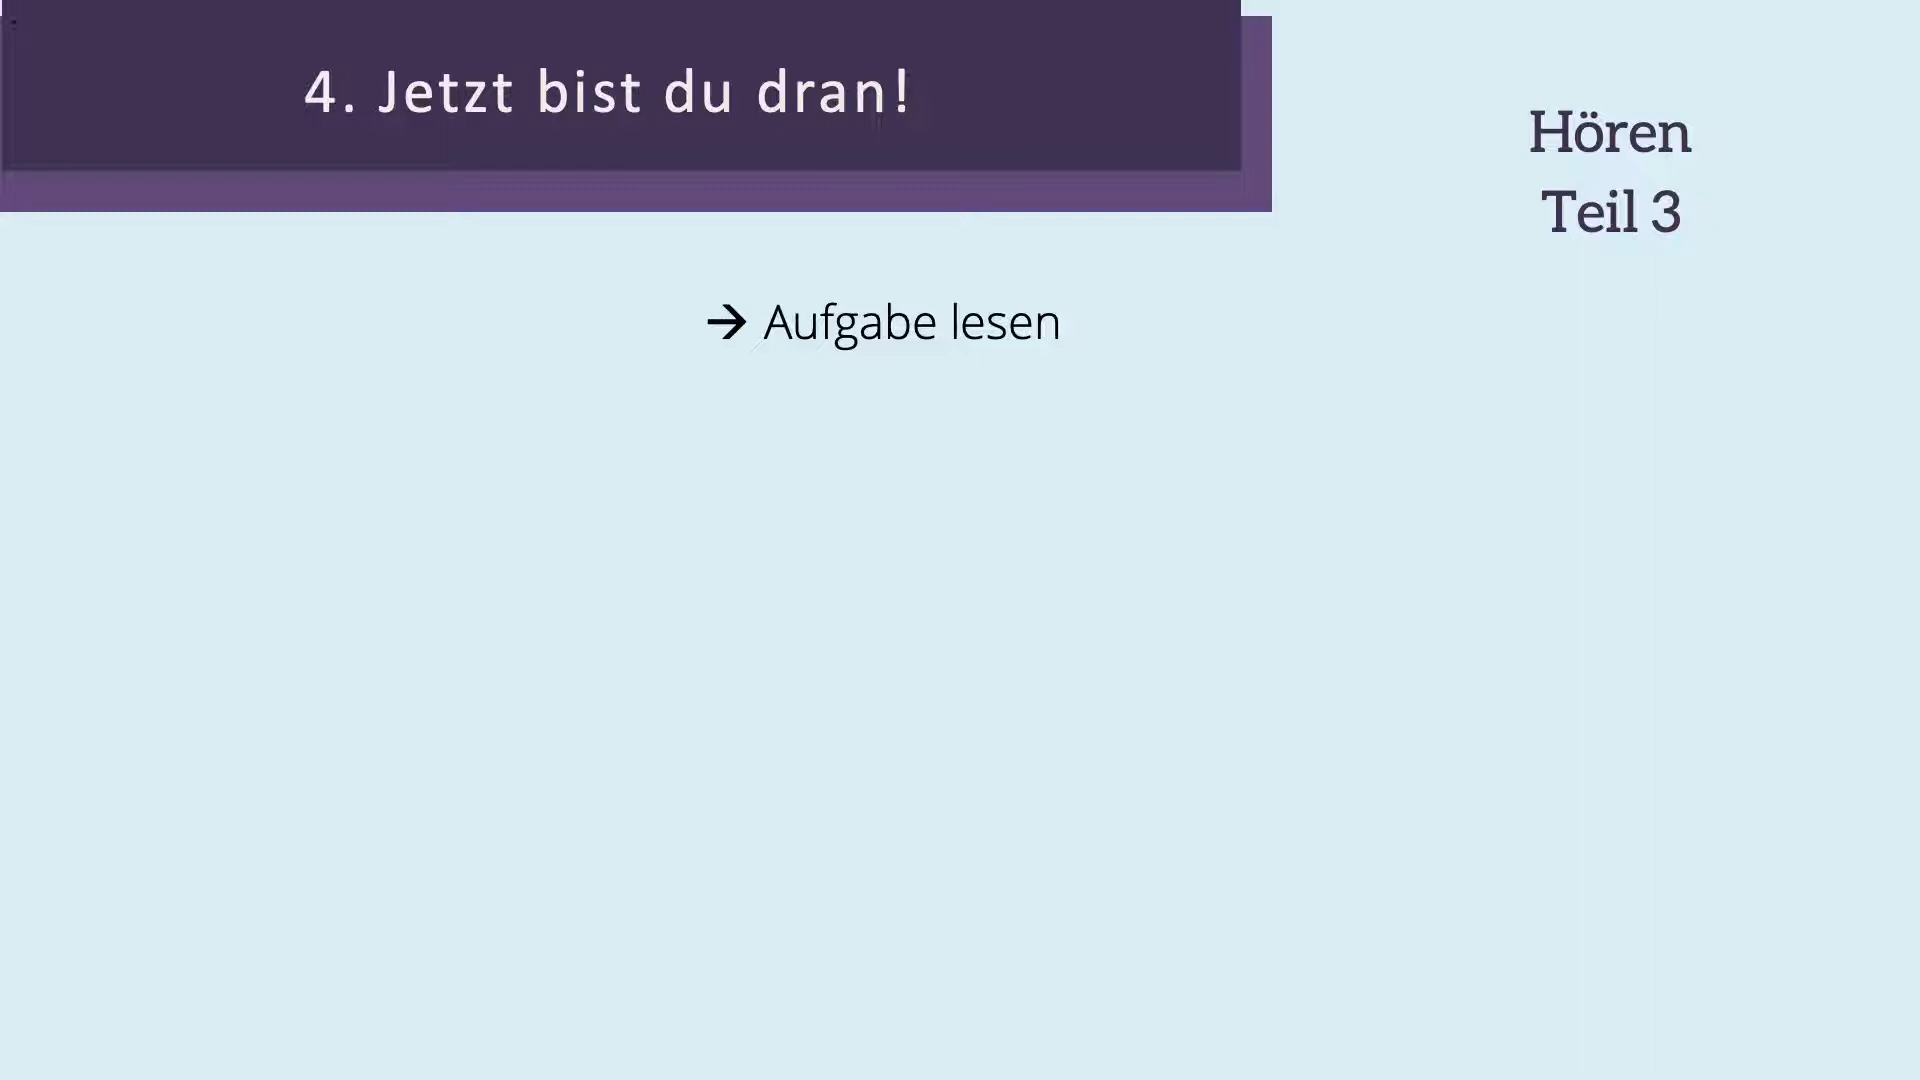 4. Jetzt bist du dran!
Hören
Teil 3
→ Aufgabe lesen